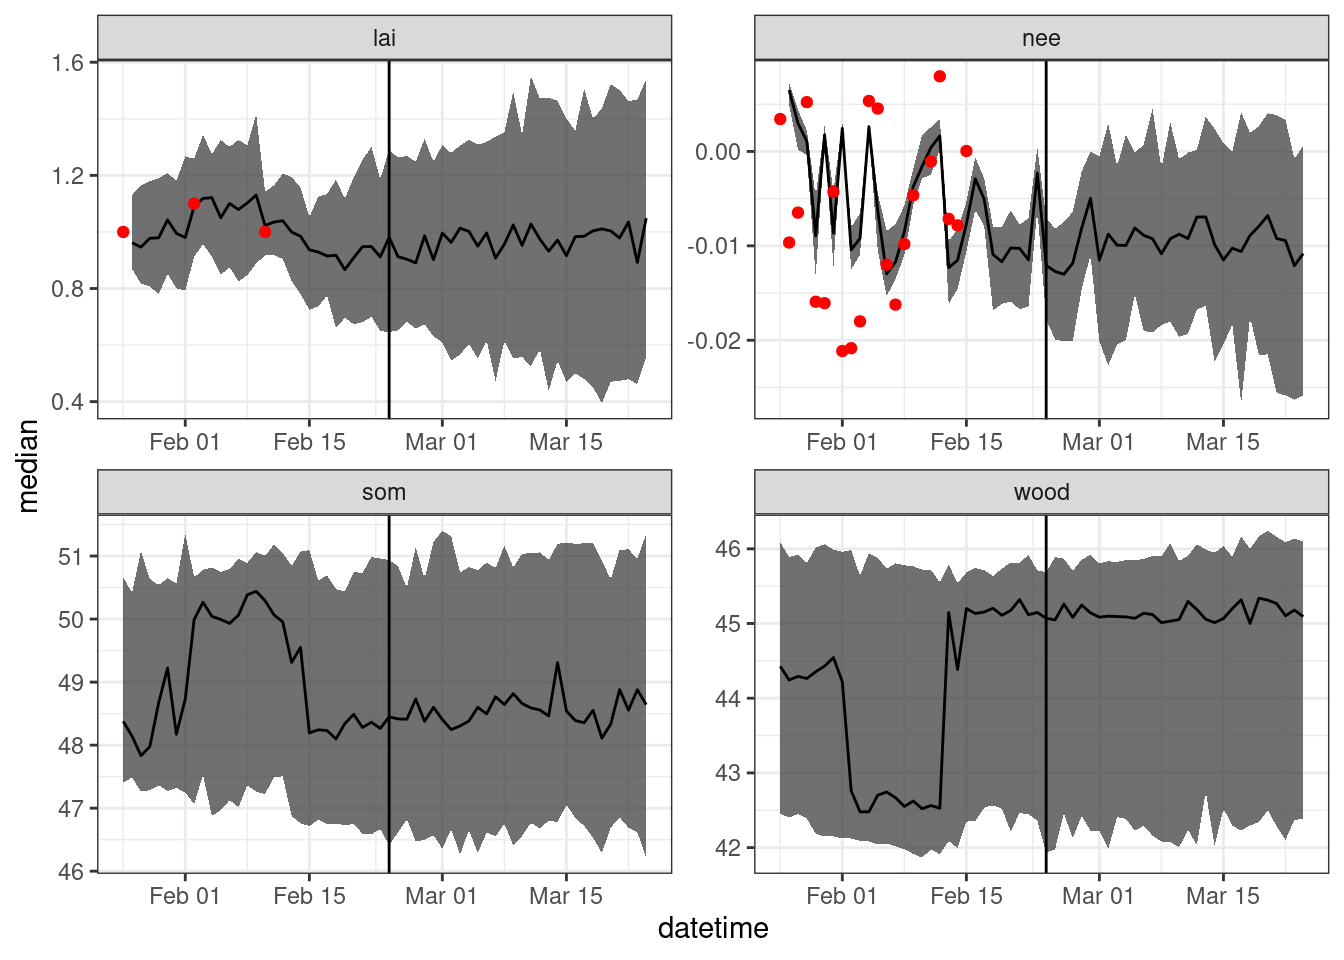 lai
nee
1.6
1.2
0.8
0.4
0.00
-0.01
-0.02
Feb 01 Feb 15 Mar 01 Mar 15
Feb 01 Feb 15 Mar 01 Mar 15
median
som
wood
51
50
49
48
47
46
46
45
44
43
42
Feb 01 Feb 15 Mar 01 Mar 15
Feb 01 Feb 15 Mar 01 Mar 15
datetime